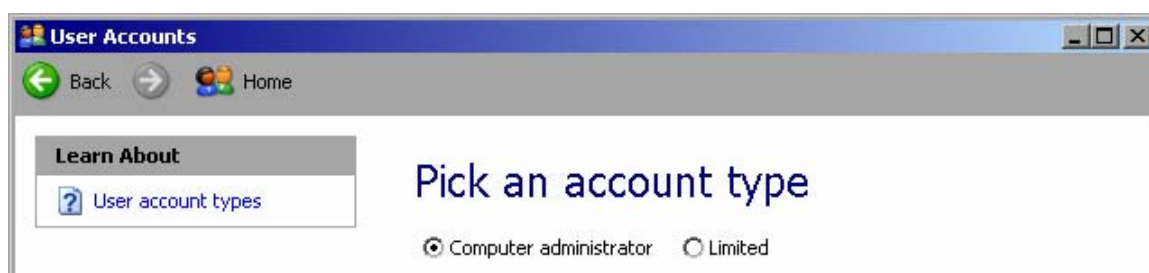 User Accounts
Back Home
Learn About
User account types
Pick an account type
Computer administrator Limited